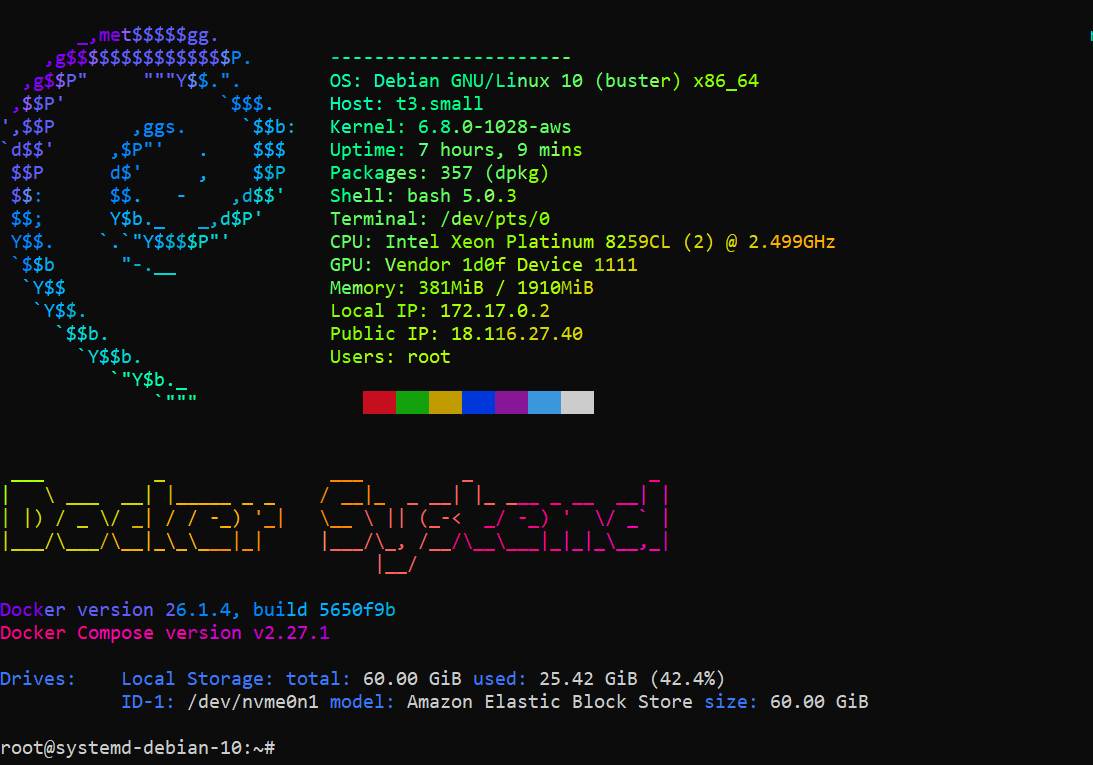 ----------------------
OS: Debian GNU/Linux 10 (buster) x86_64
Host: t3.small
Kernel: 6.8.0-1028-aws
Uptime: 7 hours, 9 mins
Packages: 357 (dpkg)
Shell: bash 5.0.3
Terminal: /dev/pts/0
CPU: Intel Xeon Platinum 8259CL (2) @ 2.499GHz
GPU: Vendor 1d0f Device 1111
Memory: 381MiB / 1910MiB
Local IP: 172.17.0.2
Public IP: 18.116.27.40
Users: root
Docker Systemd
Docker version 26.1.4, build 5650f9b
Docker Compose version v2.27.1
Drives: Local Storage: total: 60.00 GiB used: 25.42 GiB (42.4%)
ID-1: /dev/nvme0n1 model: Amazon Elastic Block Store size: 60.00 GiB
root@systemd-debian-10:~#